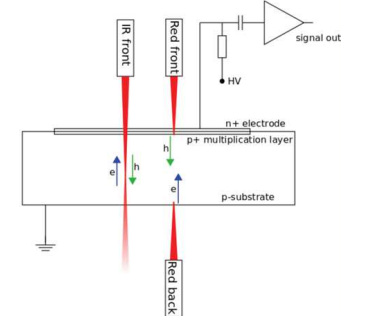 IR front
Red front
signal out
HV
n+ electrode
p+ multiplication layer
h
e
h
e
p-substrate
Red back